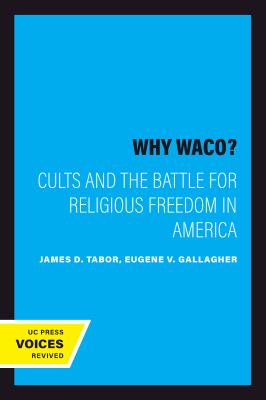 WHY WACO?
CULTS AND THE BATTLE FOR
RELIGIOUS FREEDOM IN
AMERICA
JAMES D. TABOR, EUGENE V. GALLAGHER
UC PRESS
VOICES
REVIVED